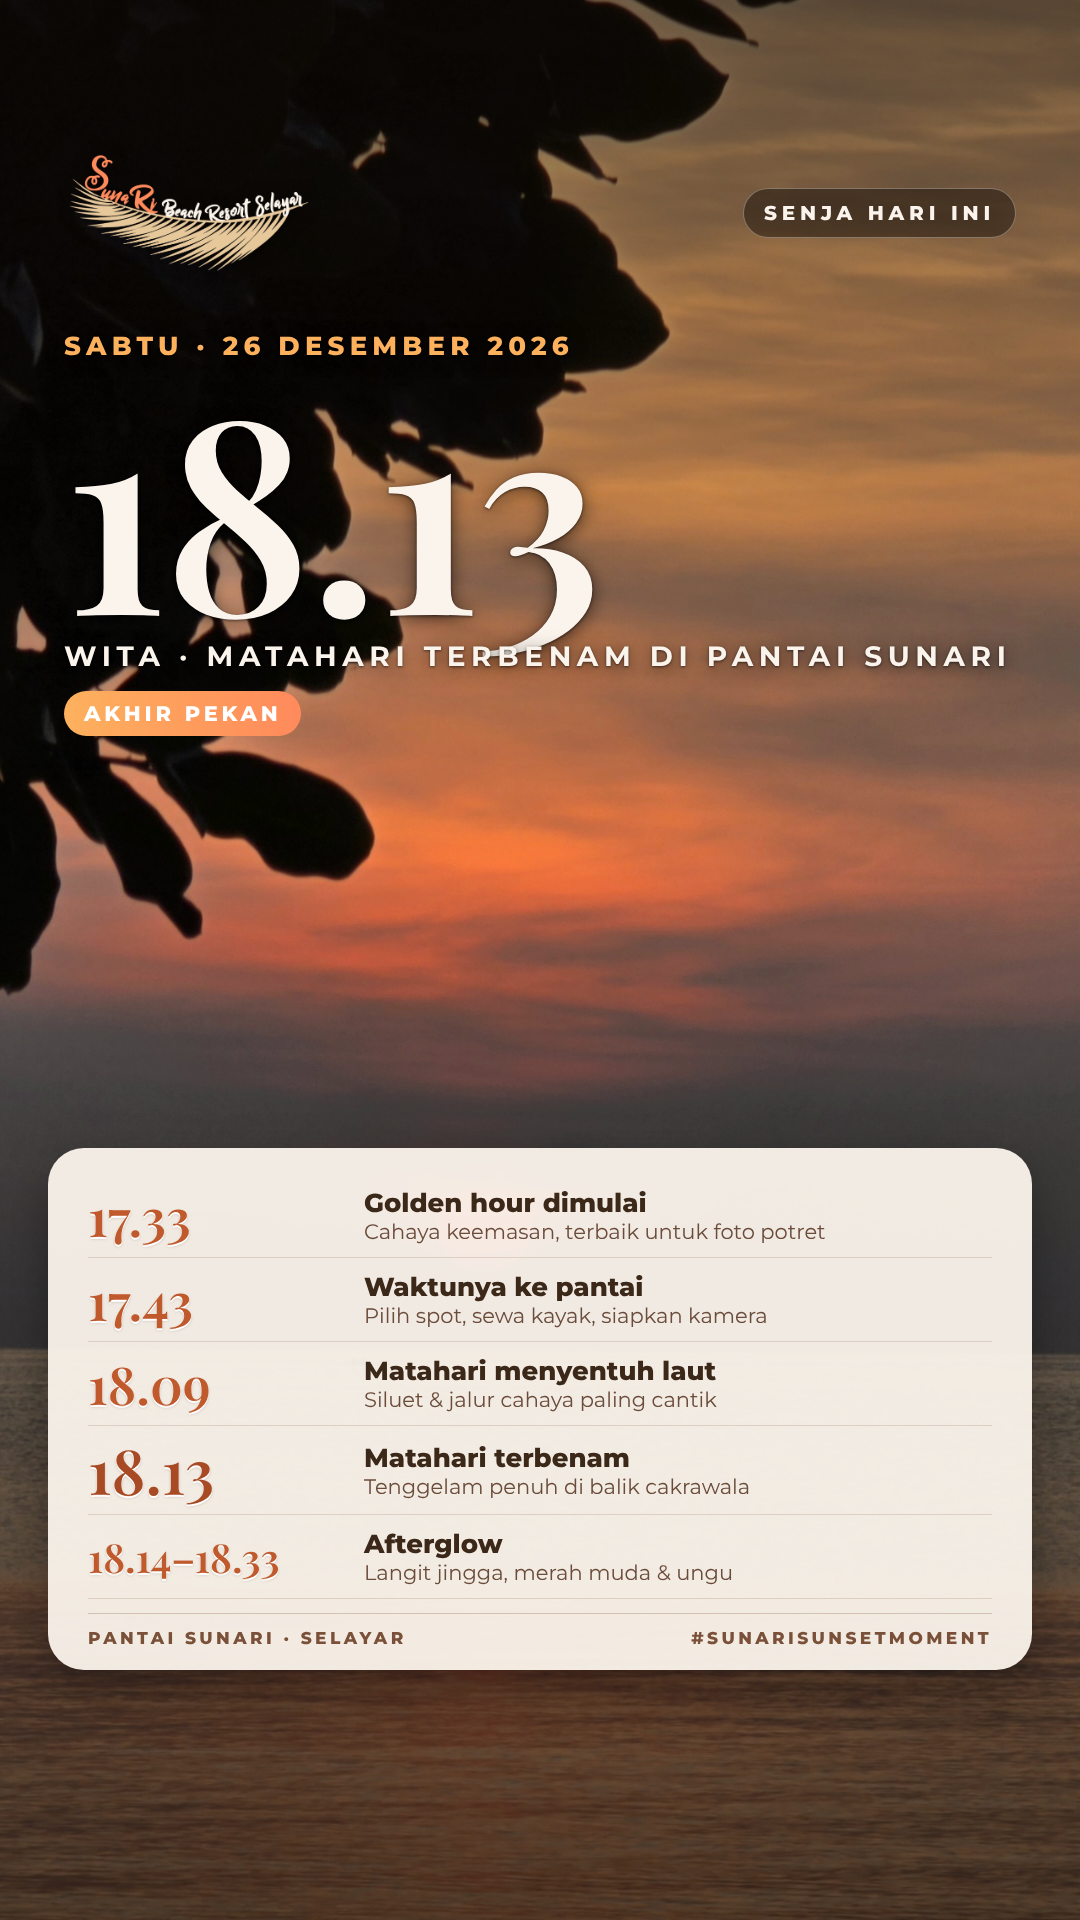 SunaRi Beach Resort Selayar
SENJA HARI INI
SABTU · 26 DESEMBER 2026
18.13
WITA · MATAHARI TERBENAM DI PANTAI SUNARI
AKHIR PEKAN
17.33
Golden hour dimulai
Cahaya keemasan, terbaik untuk foto potret
17.43
Waktunya ke pantai
Pilih spot, sewa kayak, siapkan kamera
18.09
Matahari menyentuh laut
Siluet & jalur cahaya paling cantik
18.13
Matahari terbenam
Tenggelam penuh di balik cakrawala
18.14–18.33
Afterglow
Langit jingga, merah muda & ungu
PANTAI SUNARI · SELAYAR
#SUNARISUNSETMOMENT